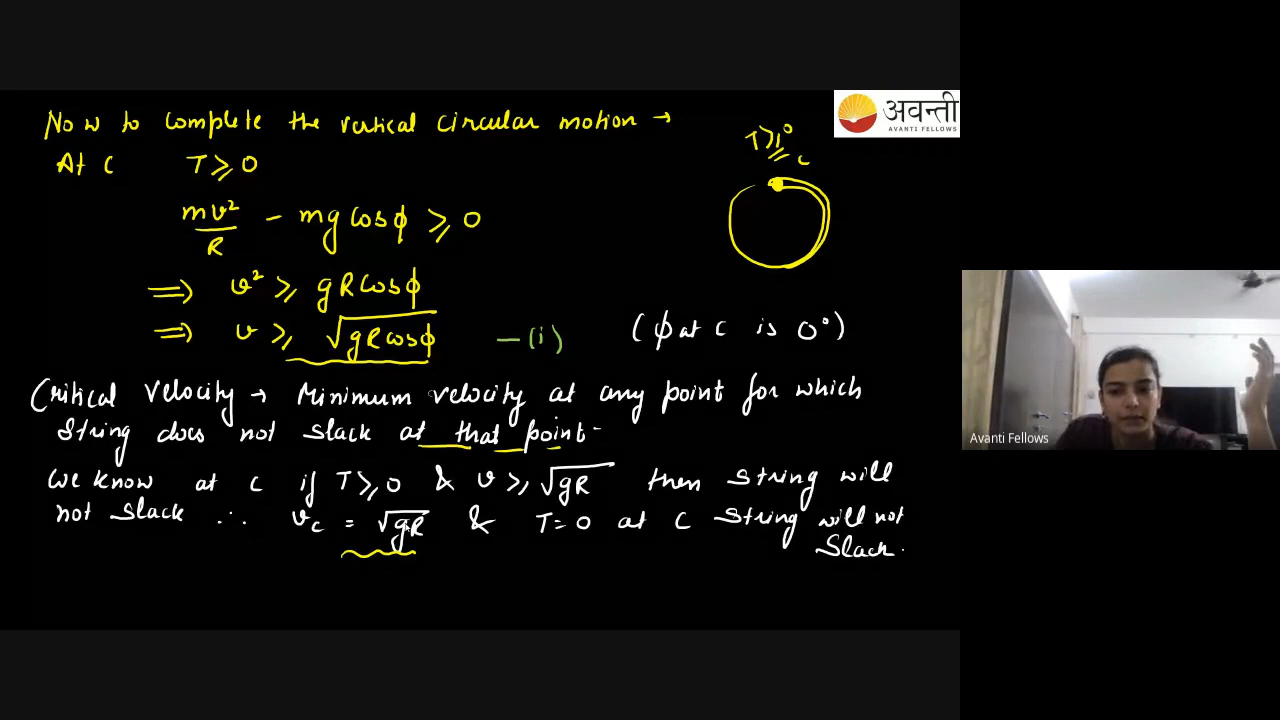 Now to complete the vertical circular motion →
At C T ⩾ 0
mv²/R - mg cosϕ ⩾ 0
⟹ v² ⩾ gR cosϕ
⟹ v ⩾ √gRcosϕ —(i) (ϕ at C is 0°)
Critical Velocity → Minimum velocity at any point for which
string does not slack at that point-
We know at C if T ⩾ 0 & v ⩾ √gR then string will
not slack ∴ v_C = √gR & T = 0 at C string will not
slack.
T ⩾ 0
C
अवन्ती
AVANTI FELLOWS
Avanti Fellows